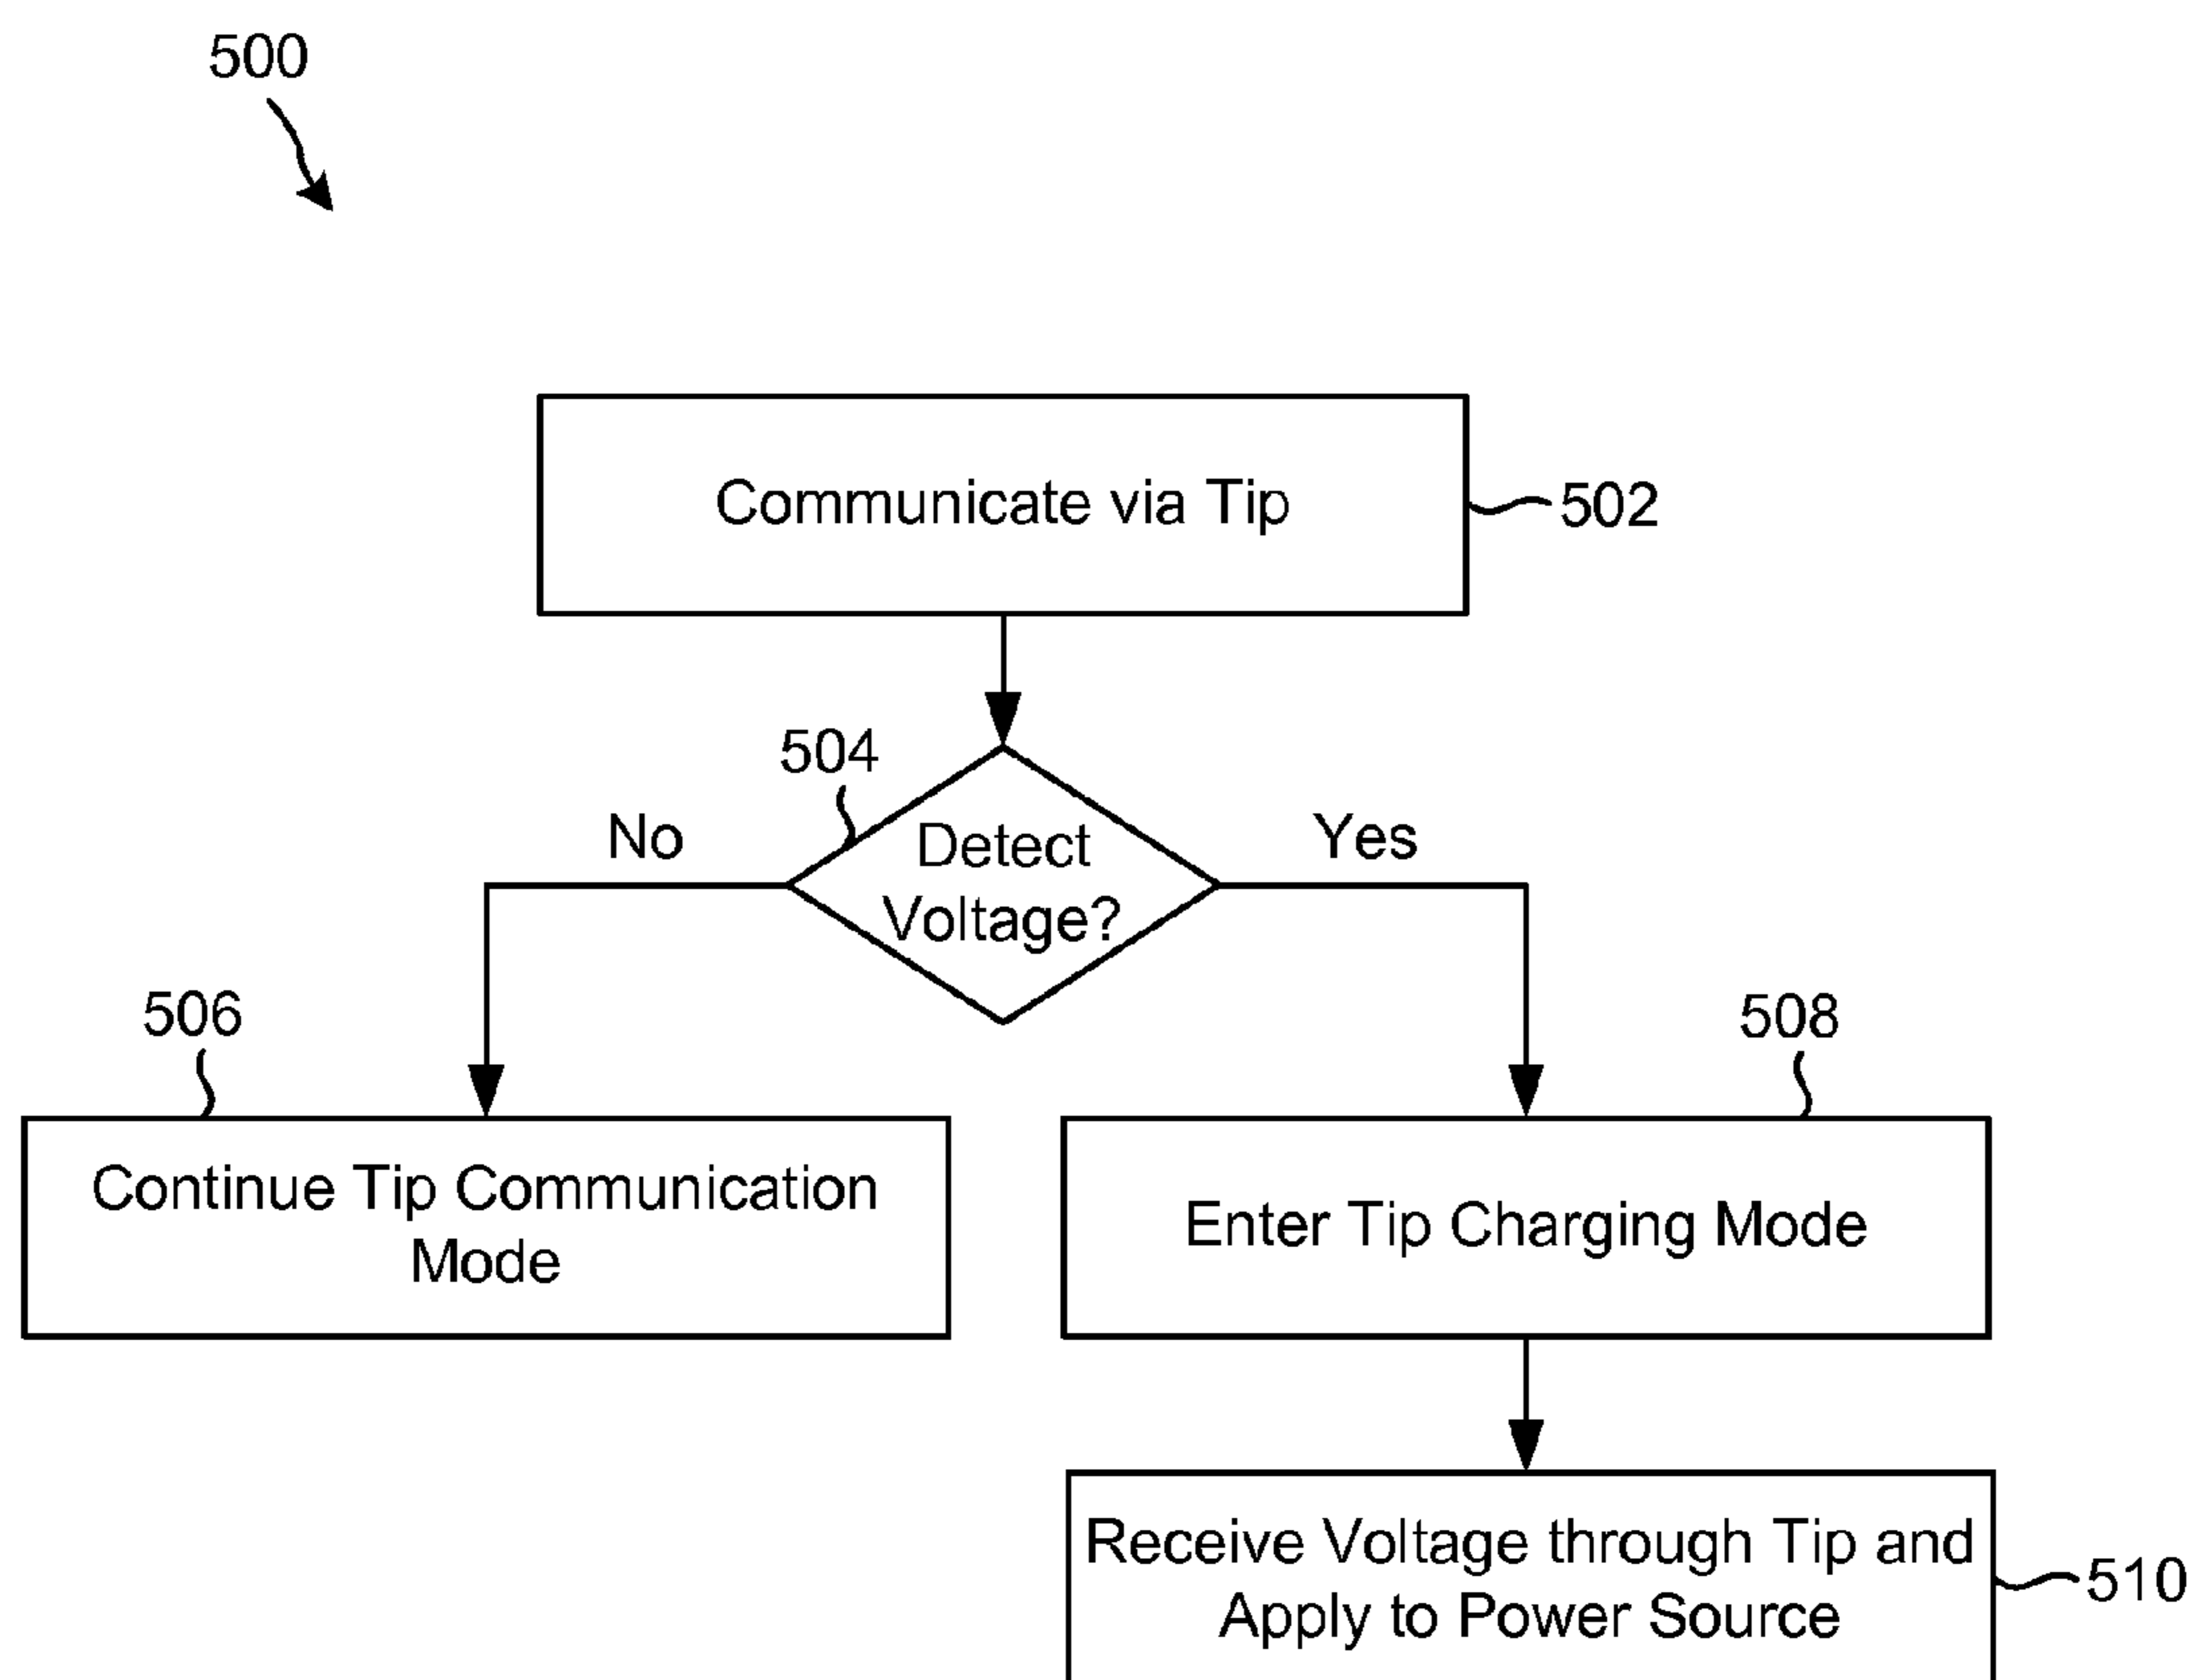 500
Communicate via Tip
502
504
No
Detect
Voltage?
Yes
506
508
Continue Tip Communication
Mode
Enter Tip Charging Mode
Receive Voltage through Tip and
Apply to Power Source
510